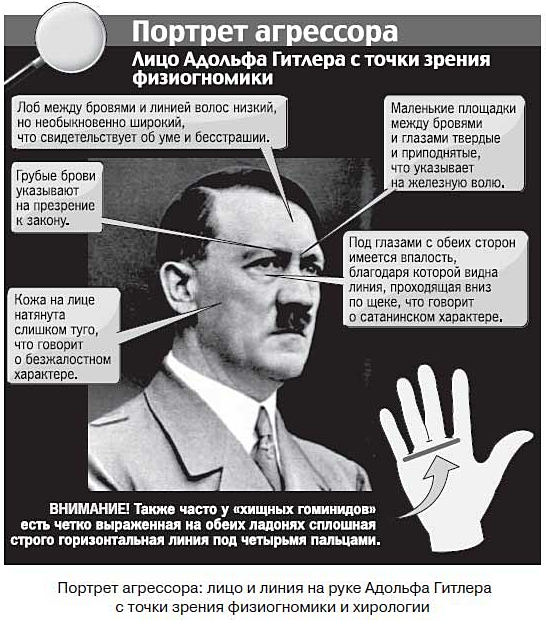 Портрет агрессора
Лицо Адольфа Гитлера с точки зрения
физиогномики
Лоб между бровями и линией волос низкий,
но необыкновенно широкий,
что свидетельствует об уме и бесстрашии.
Маленькие площадки
между бровями
и глазами твердые
и приподнятые,
что указывает
на железную волю.
Грубые брови
указывают
на презрение
к закону.
Под глазами с обеих сторон
имеется впалость,
благодаря которой видна
линия, проходящая вниз
по щеке, что говорит
о сатанинском характере.
Кожа на лице
натянута
слишком туго,
что говорит
о безжалостном
характере.
ВНИМАНИЕ! Также часто у «хищных гоминидов»
есть четко выраженная на обеих ладонях сплошная
строго горизонтальная линия под четырьмя пальцами.
Портрет агрессора: лицо и линия на руке Адольфа Гитлера
с точки зрения физиогномики и хирологии